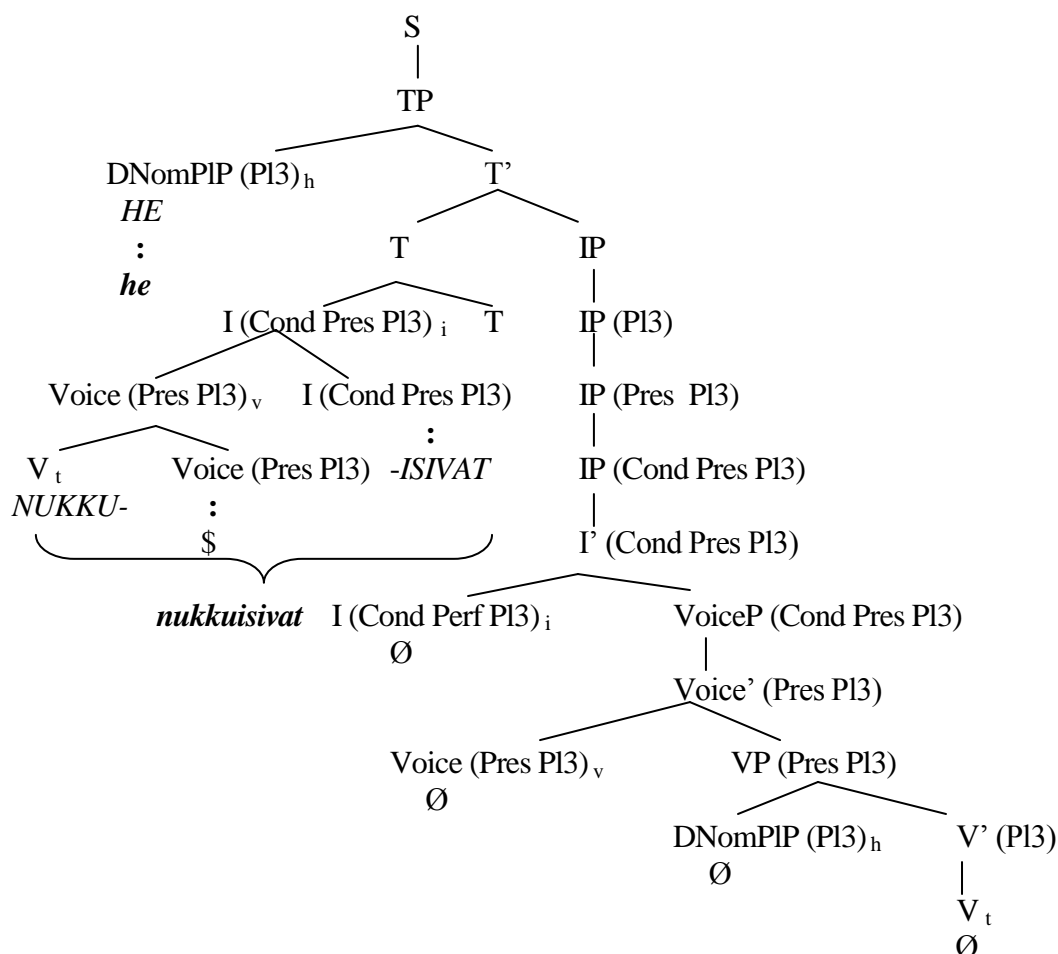 S
TP
DNomPlP (Pl3) h T’
HE
:
he
T IP
I (Cond Pres Pl3) i T IP (Pl3)
Voice (Pres Pl3) v I (Cond Pres Pl3) IP (Pres Pl3)
:
V t Voice (Pres Pl3) -ISIVAT IP (Cond Pres Pl3)
NUKKU- :
$ I’ (Cond Pres Pl3)
nukkuisivat I (Cond Perf Pl3) i VoiceP (Cond Pres Pl3)
Ø
Voice’ (Pres Pl3)
Voice (Pres Pl3) v VP (Pres Pl3)
Ø
DNomPlP (Pl3) h V’ (Pl3)
Ø
V t
Ø